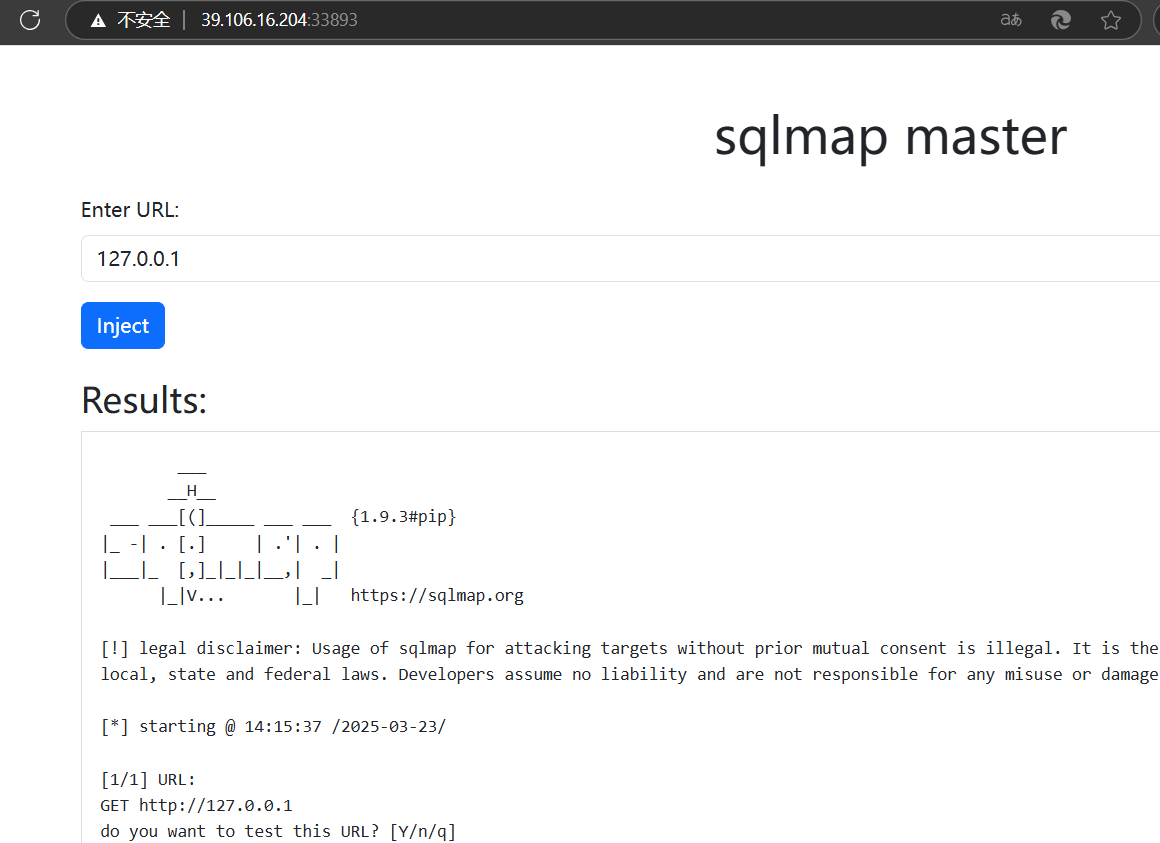 不安全 39.106.16.204:33893 aあ
sqlmap master
Enter URL:
127.0.0.1
Inject
Results:
        ___
       __H__
 ___ ___[(]_____ ___ ___  {1.9.3#pip}
|_ -| . [.]     | .'| . |
|___|_  [,]_|_|_|__,|  _|
      |_|V...       |_|   https://sqlmap.org
[!] legal disclaimer: Usage of sqlmap for attacking targets without prior mutual consent is illegal. It is the
local, state and federal laws. Developers assume no liability and are not responsible for any misuse or damage
[*] starting @ 14:15:37 /2025-03-23/
[1/1] URL:
GET http://127.0.0.1
do you want to test this URL? [Y/n/q]